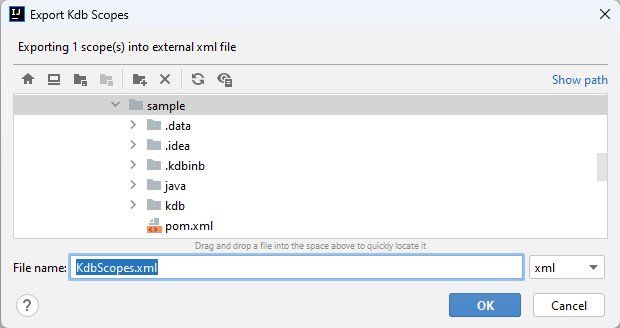 IJ Export Kdb Scopes
Exporting 1 scope(s) into external xml file
Show path
sample
.data
.idea
.kdbinb
java
kdb
pom.xml
Drag and drop a file into the space above to quickly locate it
File name: KdbScopes.xml xml
? OK Cancel